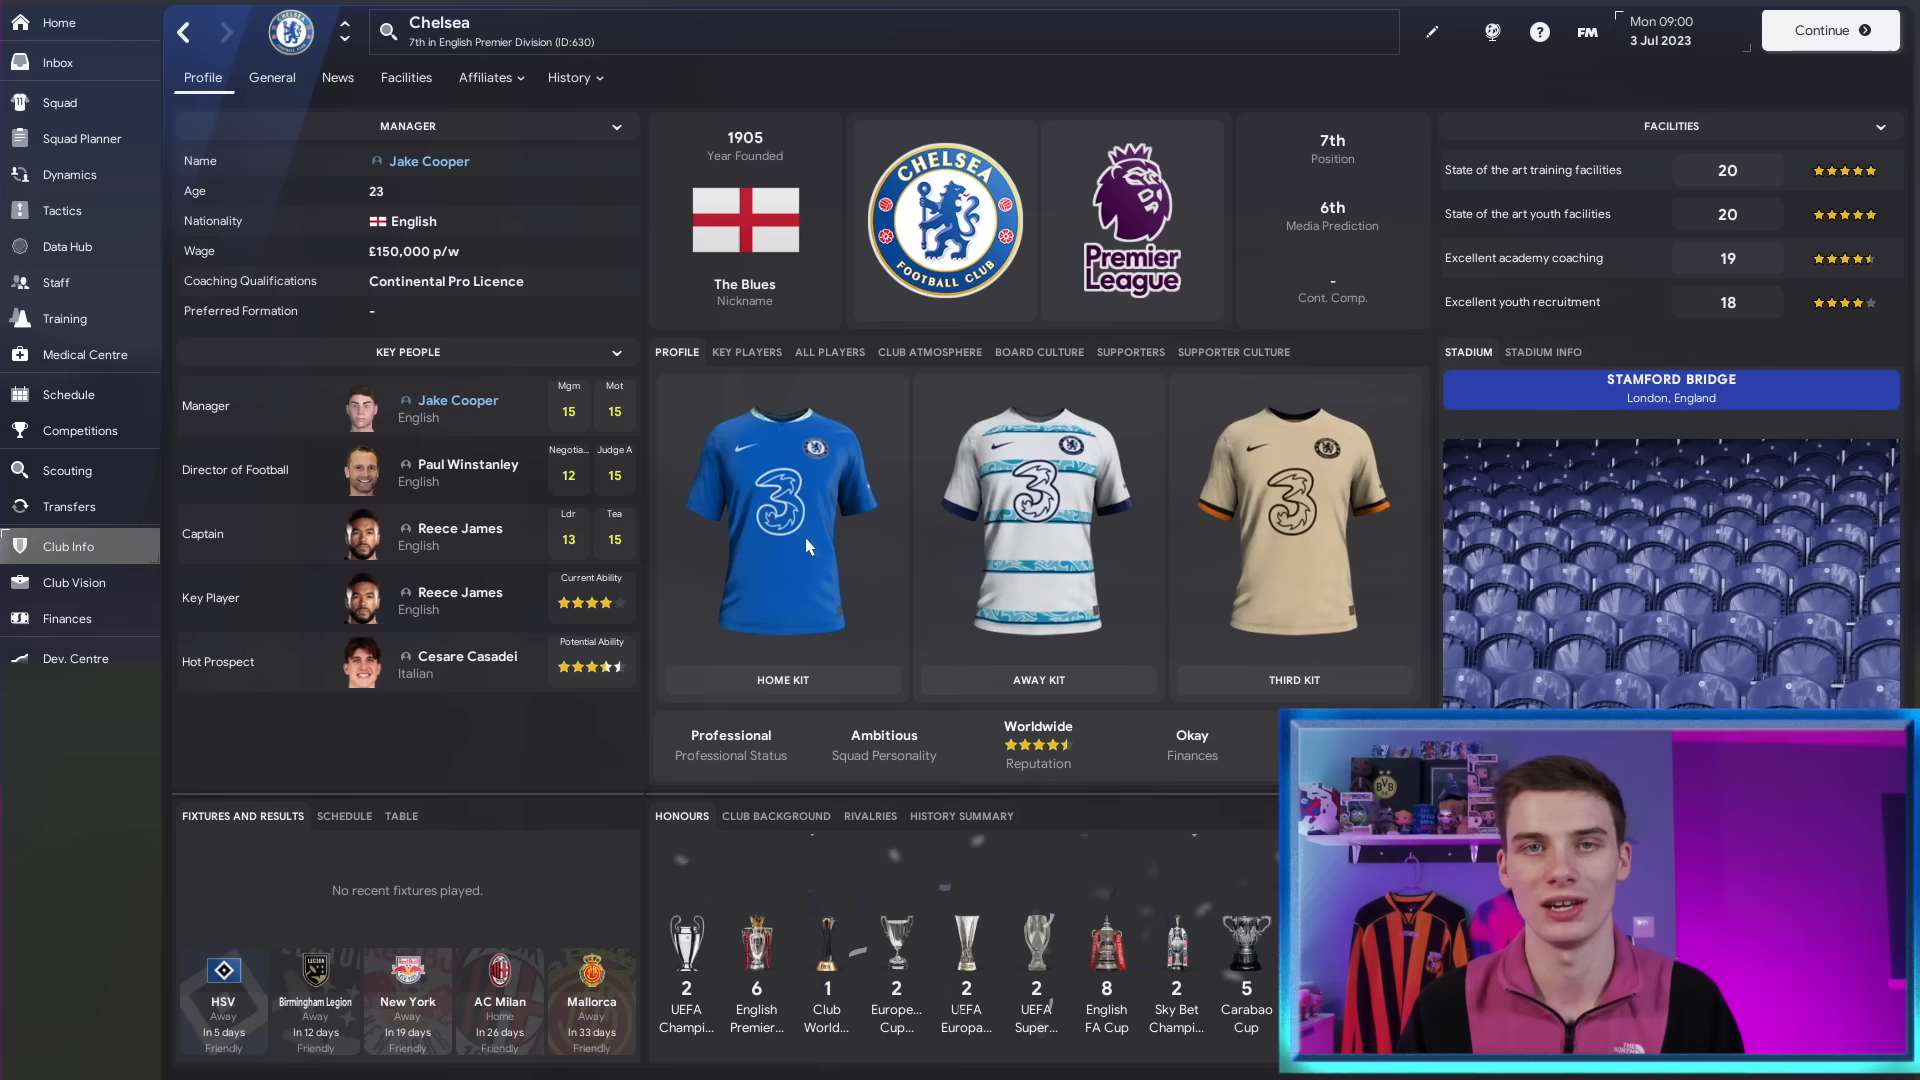 Home
Inbox
Squad
Squad Planner
Dynamics
Tactics
Data Hub
Staff
Training
Medical Centre
Schedule
Competitions
Scouting
Transfers
Club Info
Club Vision
Finances
Dev. Centre
Chelsea
7th in English Premier Division (ID:630)
FM
Mon 09:00
3 Jul 2023
Continue
Profile
General
News
Facilities
Affiliates
History
MANAGER
Name
Jake Cooper
Age
23
Nationality
English
Wage
£150,000 p/w
Coaching Qualifications
Continental Pro Licence
Preferred Formation
-
KEY PEOPLE
Manager
Jake Cooper
English
Mgm
15
Mot
15
Director of Football
Paul Winstanley
English
Negotia...
12
Judge A
15
Captain
Reece James
English
Ldr
13
Tea
15
Key Player
Reece James
English
Current Ability
Hot Prospect
Cesare Casadei
Italian
Potential Ability
1905
Year Founded
The Blues
Nickname
CHELSEA
FOOTBALL CLUB
Premier
League
7th
Position
6th
Media Prediction
-
Cont. Comp.
FACILITIES
State of the art training facilities
20
State of the art youth facilities
20
Excellent academy coaching
19
Excellent youth recruitment
18
PROFILE
KEY PLAYERS
ALL PLAYERS
CLUB ATMOSPHERE
BOARD CULTURE
SUPPORTERS
SUPPORTER CULTURE
3
3
3
HOME KIT
AWAY KIT
THIRD KIT
Professional
Professional Status
Ambitious
Squad Personality
Worldwide
Reputation
Okay
Finances
STADIUM
STADIUM INFO
STAMFORD BRIDGE
London, England
FIXTURES AND RESULTS
SCHEDULE
TABLE
No recent fixtures played.
HSV
Away
In 5 days
Friendly
Birmingham Legion
Away
In 12 days
Friendly
New York
Away
In 19 days
Friendly
AC Milan
Home
In 26 days
Friendly
Mallorca
Away
In 33 days
Friendly
HONOURS
CLUB BACKGROUND
RIVALRIES
HISTORY SUMMARY
2
UEFA
Champi...
6
English
Premier...
1
Club
World...
2
Europe...
Cup...
2
UEFA
Europa...
2
UEFA
Super...
8
English
FA Cup
2
Sky Bet
Champi...
5
Carabao
Cup
BVB
09